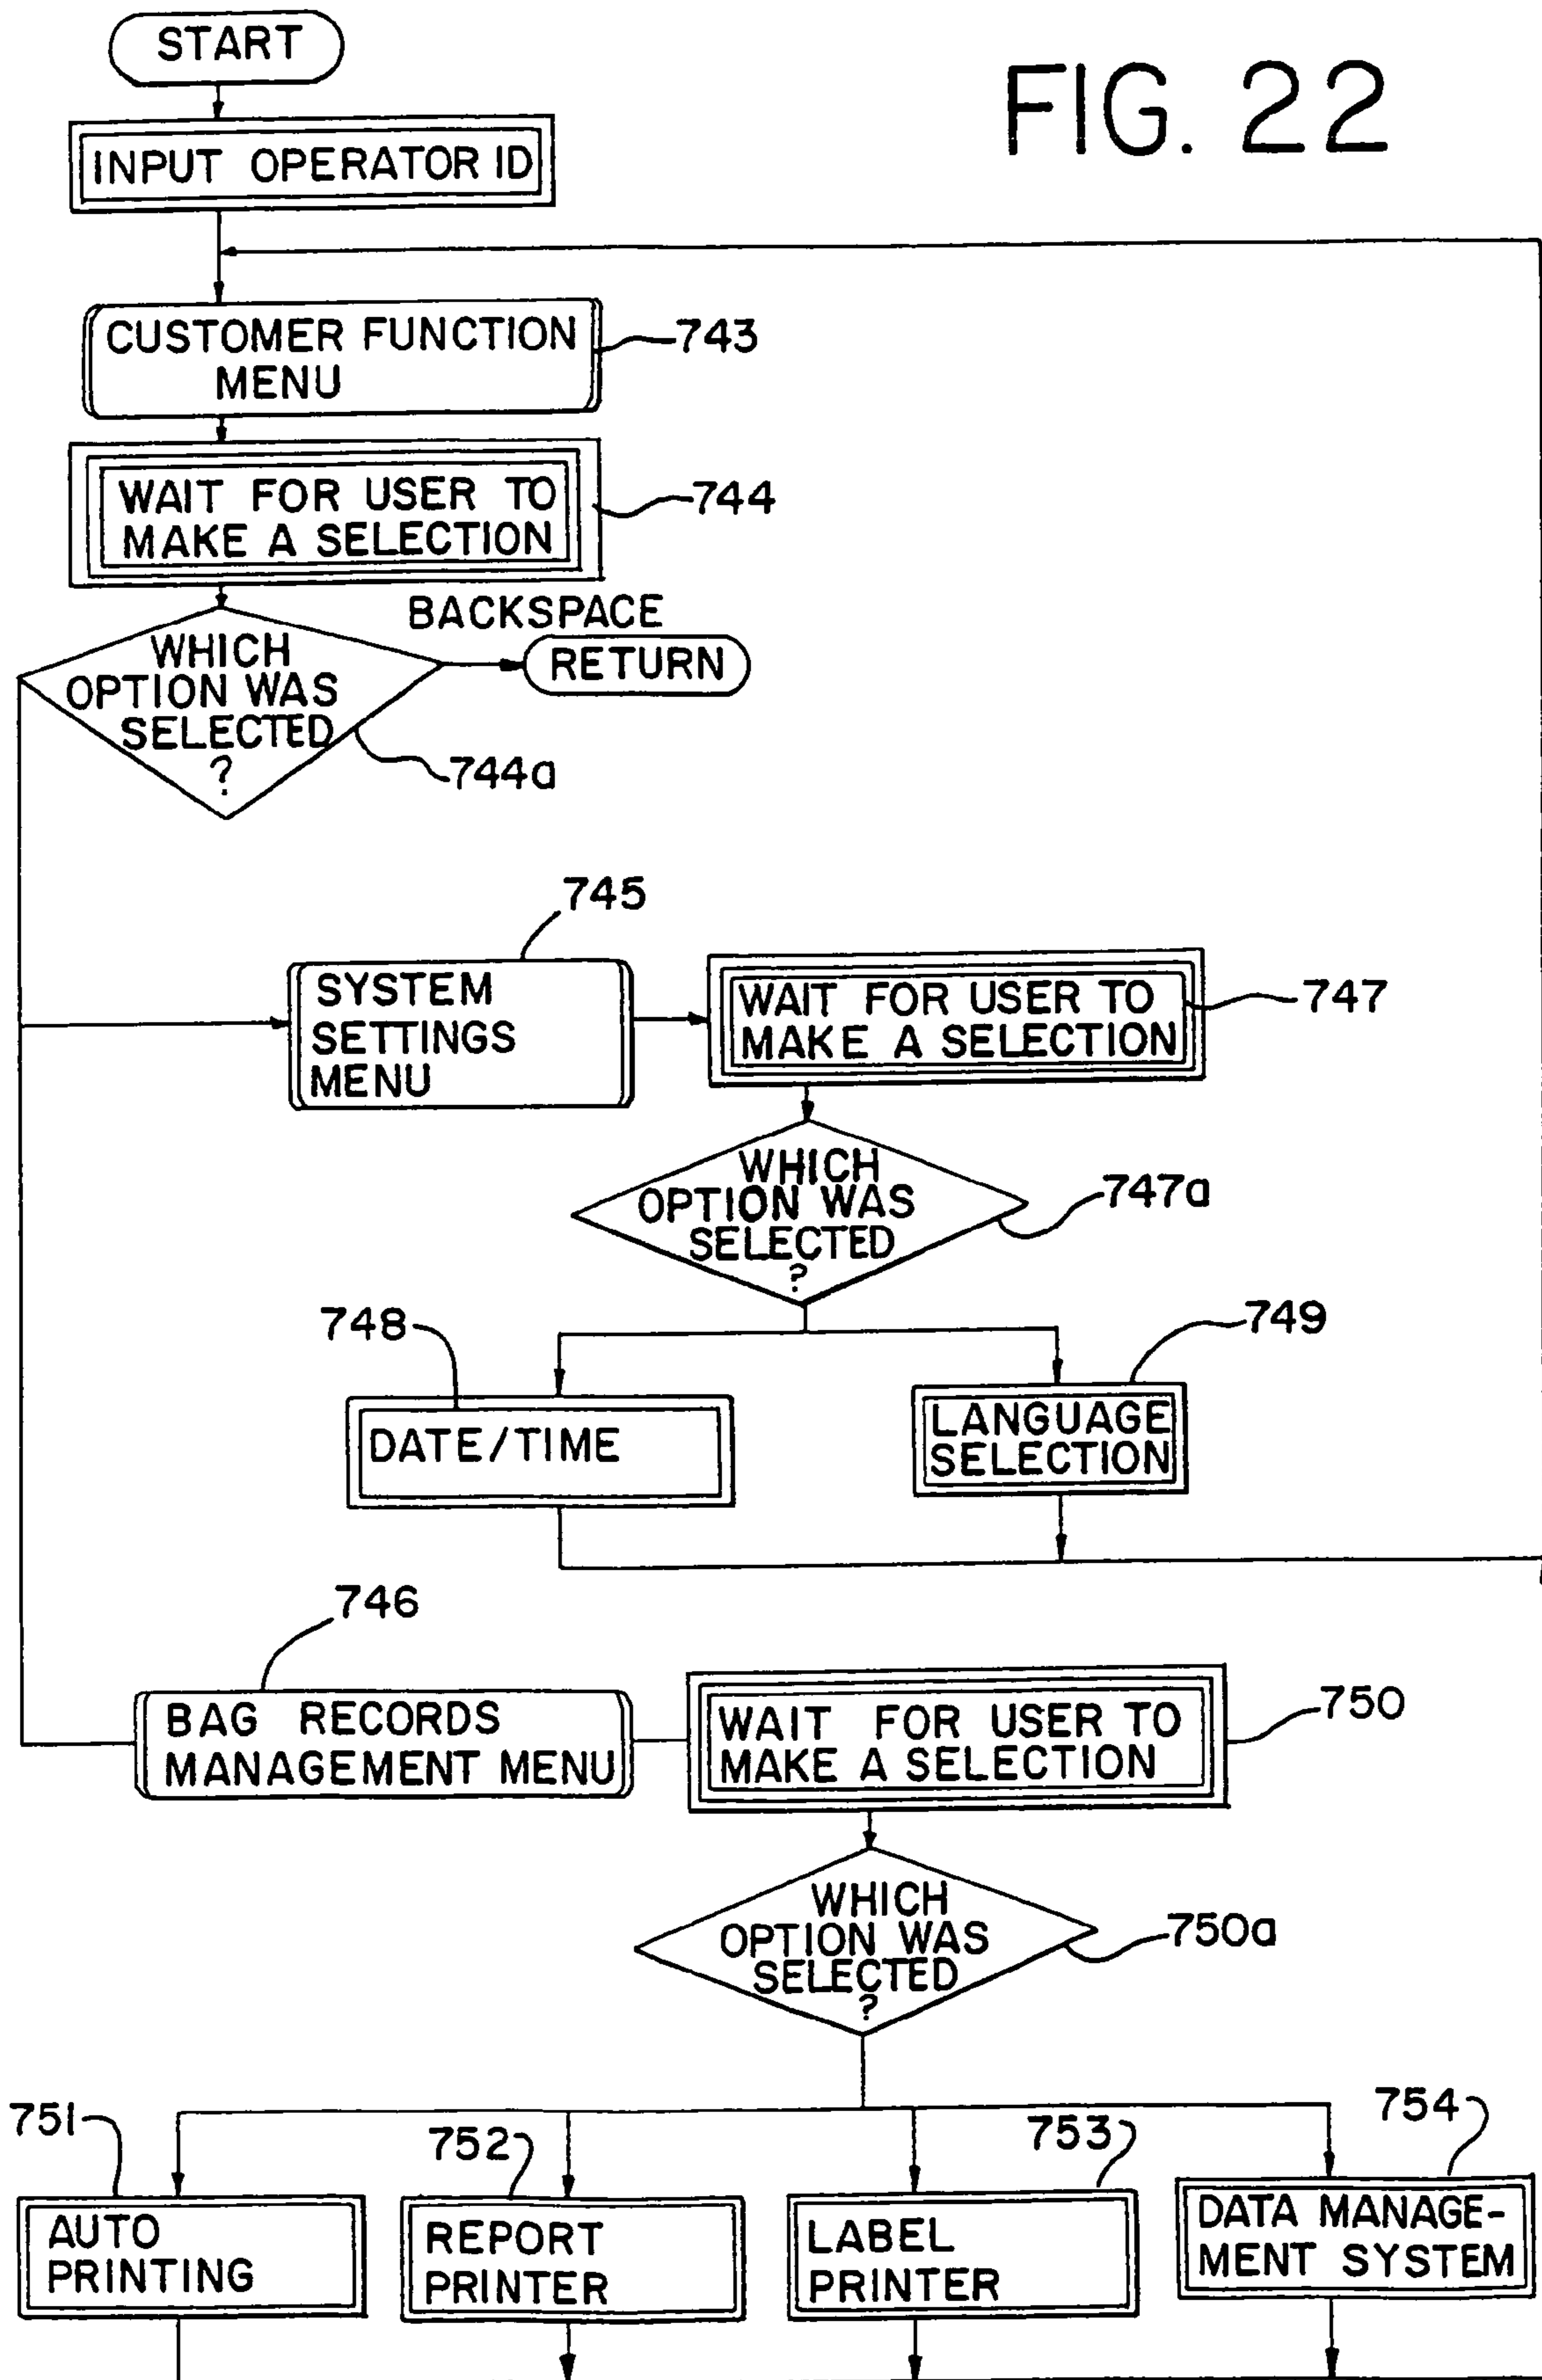 START
FIG. 22
INPUT OPERATOR ID
CUSTOMER FUNCTION
MENU
743
WAIT FOR USER TO
MAKE A SELECTION
744
BACKSPACE
WHICH
OPTION WAS
SELECTED
?
RETURN
744a
745
SYSTEM
SETTINGS
MENU
WAIT FOR USER TO
MAKE A SELECTION
747
WHICH
OPTION WAS
SELECTED
?
747a
748
749
DATE/TIME
LANGUAGE
SELECTION
746
BAG RECORDS
MANAGEMENT MENU
WAIT FOR USER TO
MAKE A SELECTION
750
WHICH
OPTION WAS
SELECTED
?
750a
751
752
753
754
AUTO
PRINTING
REPORT
PRINTER
LABEL
PRINTER
DATA MANAGE-
MENT SYSTEM